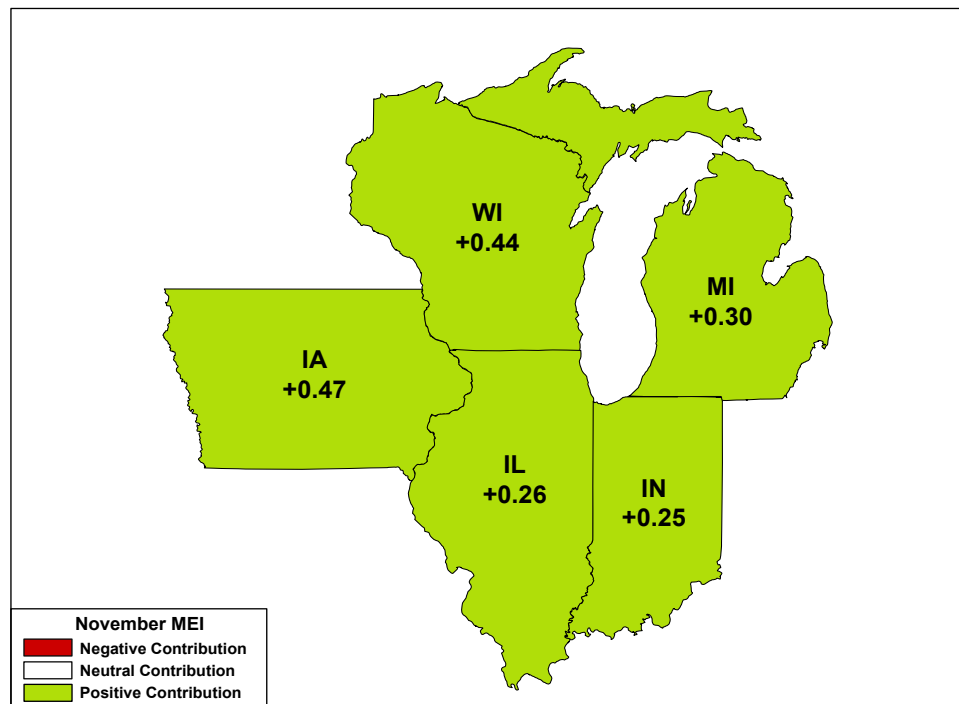 WI
+0.44
MI
+0.30
IA
+0.47
IL
+0.26
IN
+0.25
November MEI
Negative Contribution
Neutral Contribution
Positive Contribution